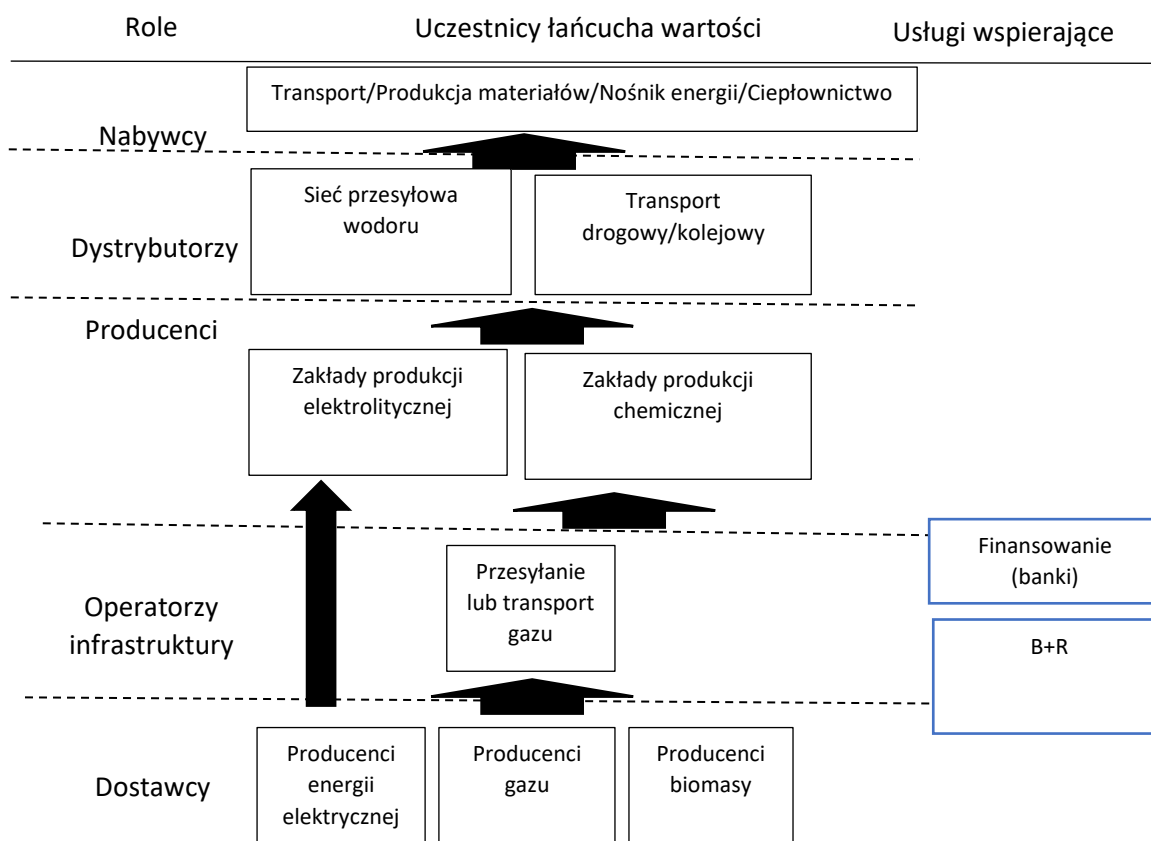 Role
Uczestnicy łańcucha wartości
Usługi wspierające
Transport/Produkcja materiałów/Nośnik energii/Ciepłownictwo
Nabywcy
Sieć przesyłowa
wodoru
Transport
drogowy/kolejowy
Dystrybutorzy
Producenci
Zakłady produkcji
elektrolitycznej
Zakłady produkcji
chemicznej
Finansowanie
(banki)
Przesyłanie
lub transport
gazu
Operatorzy
infrastruktury
B+R
Dostawcy
Producenci
energii
elektrycznej
Producenci
gazu
Producenci
biomasy